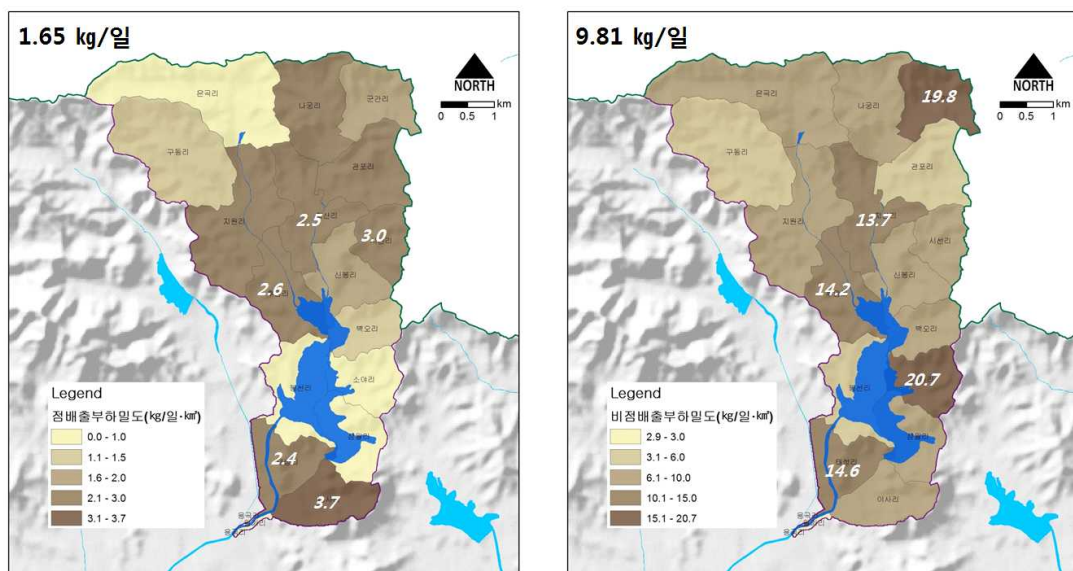 1.65 ㎏/일
NORTH
0 0.5 1
km
은곡리
나궁리
군관리
구동리
관포리
지원리
2.5
3.0
신봉리
2.6
백오리
소야리
2.4
3.7
Legend
점배출부하밀도(㎏/일·㎢)
0.0 - 1.0
1.1 - 1.5
1.6 - 2.0
2.1 - 3.0
3.1 - 3.7
9.81 ㎏/일
NORTH
0 0.5 1
km
은곡리
나궁리
19.8
구동리
관포리
지원리
13.7
시선리
신봉리
14.2
백오리
20.7
14.6
이사리
Legend
비점배출부하밀도(㎏/일·㎢)
2.9 - 3.0
3.1 - 6.0
6.1 - 10.0
10.1 - 15.0
15.1 - 20.7